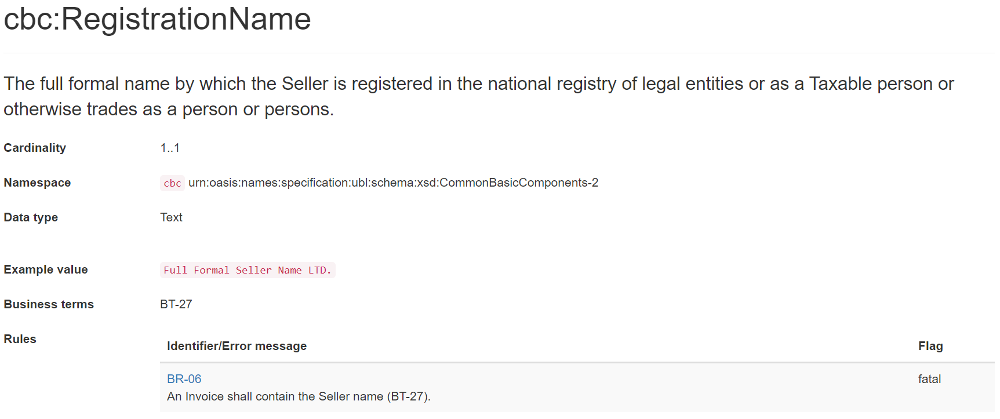 cbc:RegistrationName
The full formal name by which the Seller is registered in the national registry of legal entities or as a Taxable person or
otherwise trades as a person or persons.
Cardinality 1..1
Namespace cbc urn:oasis:names:specification:ubl:schema:xsd:CommonBasicComponents-2
Data type Text
Example value Full Formal Seller Name LTD.
Business terms BT-27
Rules
Identifier/Error message Flag
BR-06 fatal
An Invoice shall contain the Seller name (BT-27).